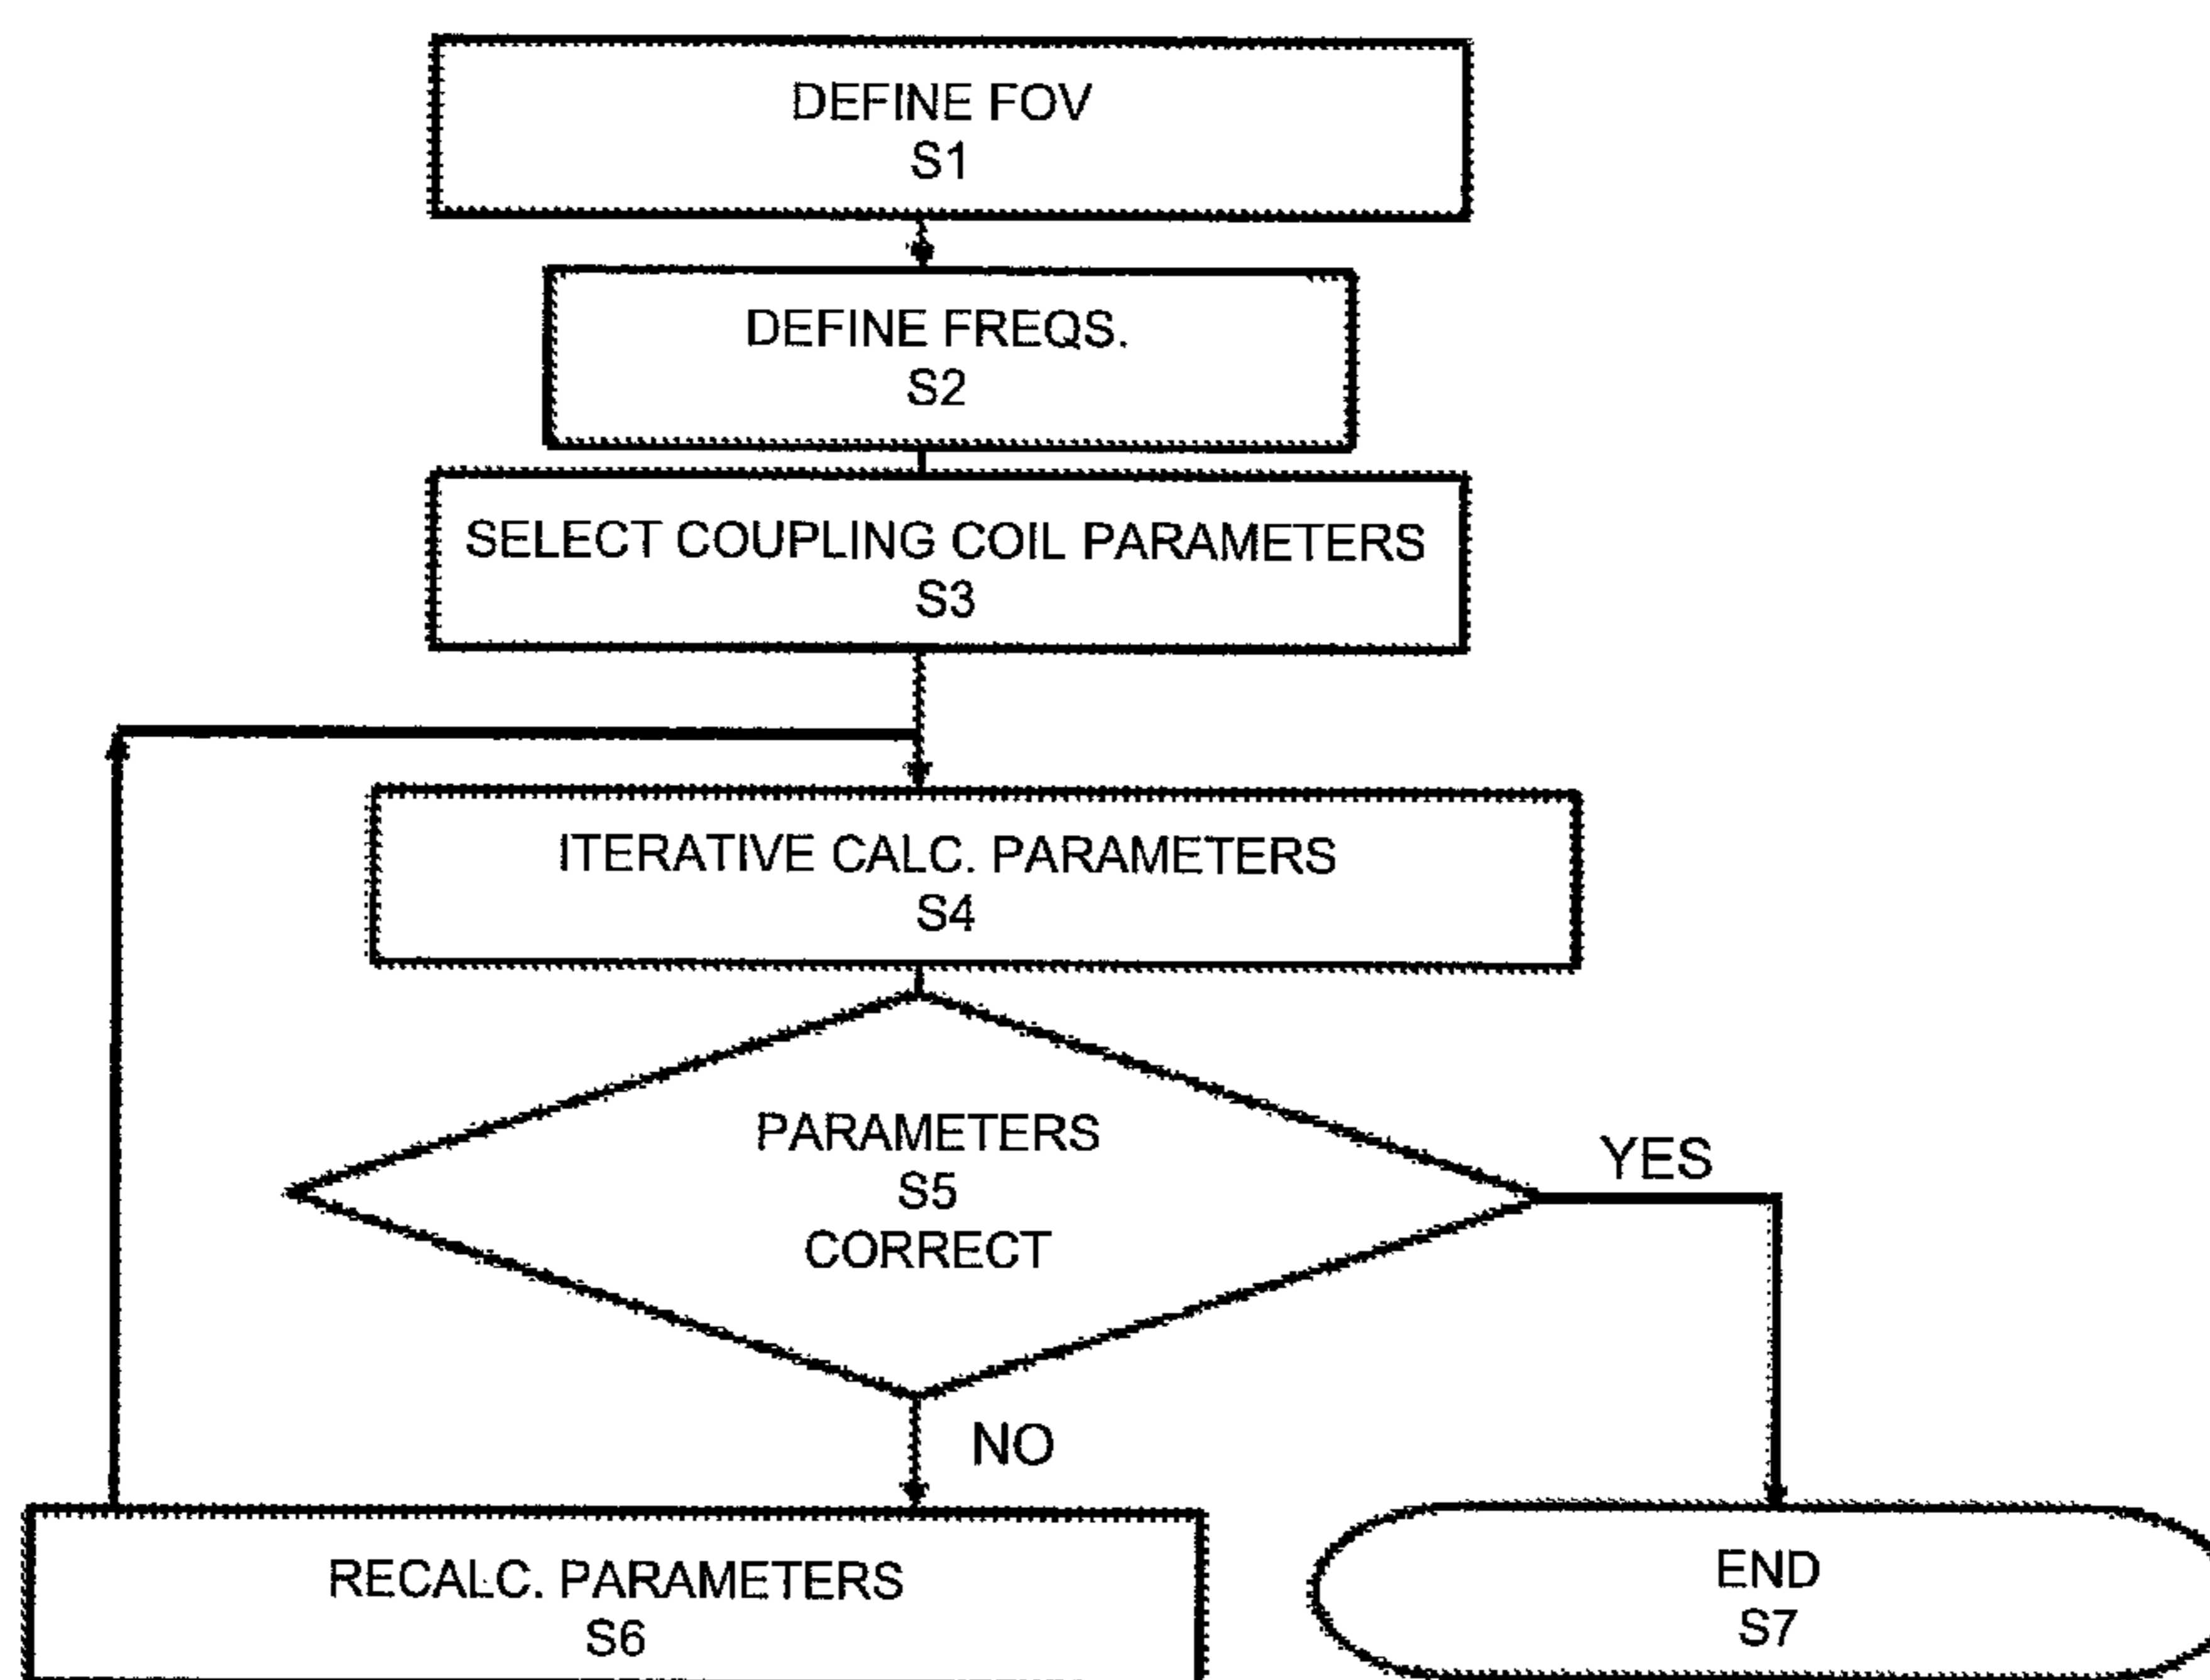 DEFINE FOV
S1
DEFINE FREQS.
S2
SELECT COUPLING COIL PARAMETERS
S3
ITERATIVE CALC. PARAMETERS
S4
PARAMETERS
S5
CORRECT
YES
NO
RECALC. PARAMETERS
S6
END
S7